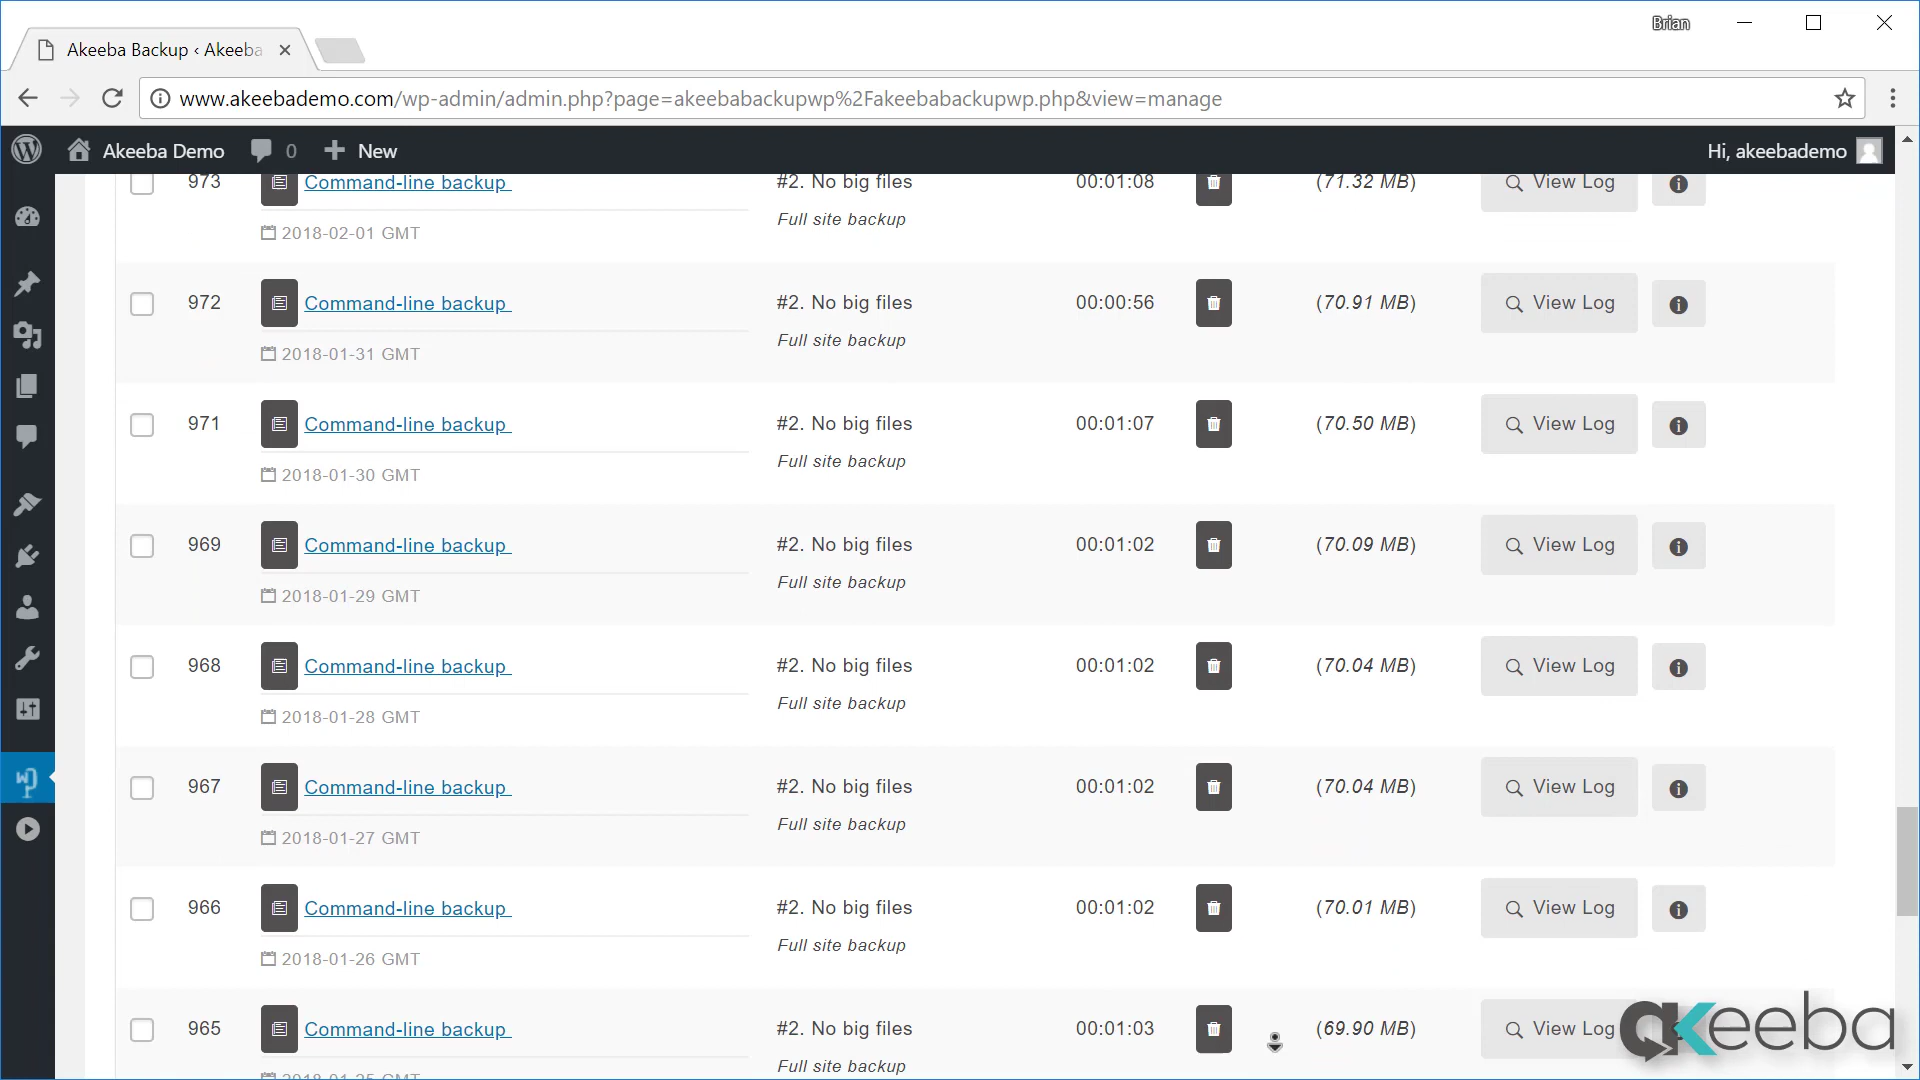 Brian
Akeeba Backup ‹ Akeeba
www.akeebademo.com/wp-admin/admin.php?page=akeebabackupwp%2Fakeebabackupwp.php&view=manage
Akeeba Demo 0 New Hi, akeebademo
973 Command-line backup #2. No big files 00:01:08 (71.32 MB) View Log
Full site backup
2018-02-01 GMT
972 Command-line backup #2. No big files 00:00:56 (70.91 MB) View Log
Full site backup
2018-01-31 GMT
971 Command-line backup #2. No big files 00:01:07 (70.50 MB) View Log
Full site backup
2018-01-30 GMT
969 Command-line backup #2. No big files 00:01:02 (70.09 MB) View Log
Full site backup
2018-01-29 GMT
968 Command-line backup #2. No big files 00:01:02 (70.04 MB) View Log
Full site backup
2018-01-28 GMT
967 Command-line backup #2. No big files 00:01:02 (70.04 MB) View Log
Full site backup
2018-01-27 GMT
966 Command-line backup #2. No big files 00:01:02 (70.01 MB) View Log
Full site backup
2018-01-26 GMT
965 Command-line backup #2. No big files 00:01:03 (69.90 MB) View Log
akeeba
Full site backup